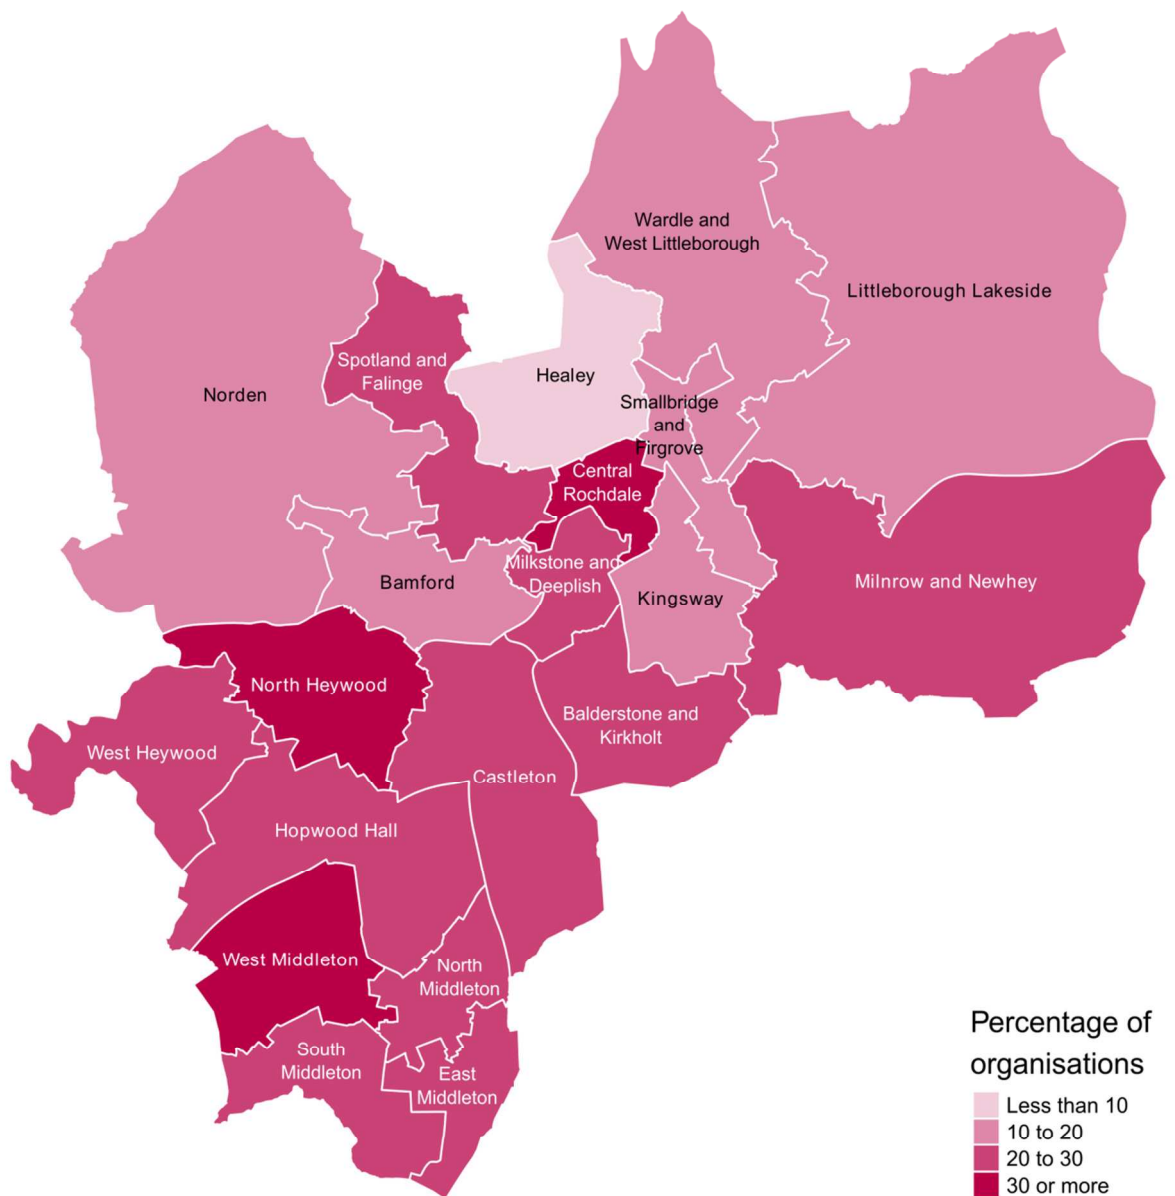 Wardle and
West Littleborough
Littleborough Lakeside
Spotland and
Falinge
Healey
Norden
Smallbridge
and
Firgrove
Central
Rochdale
Milkstone and
Deeplish
Bamford
Kingsway
Milnrow and Newhey
North Heywood
Balderstone and
Kirkholt
West Heywood
Castleton
Hopwood Hall
West Middleton
North
Middleton
South
Middleton
East
Middleton
Percentage of
organisations
Less than 10
10 to 20
20 to 30
30 or more